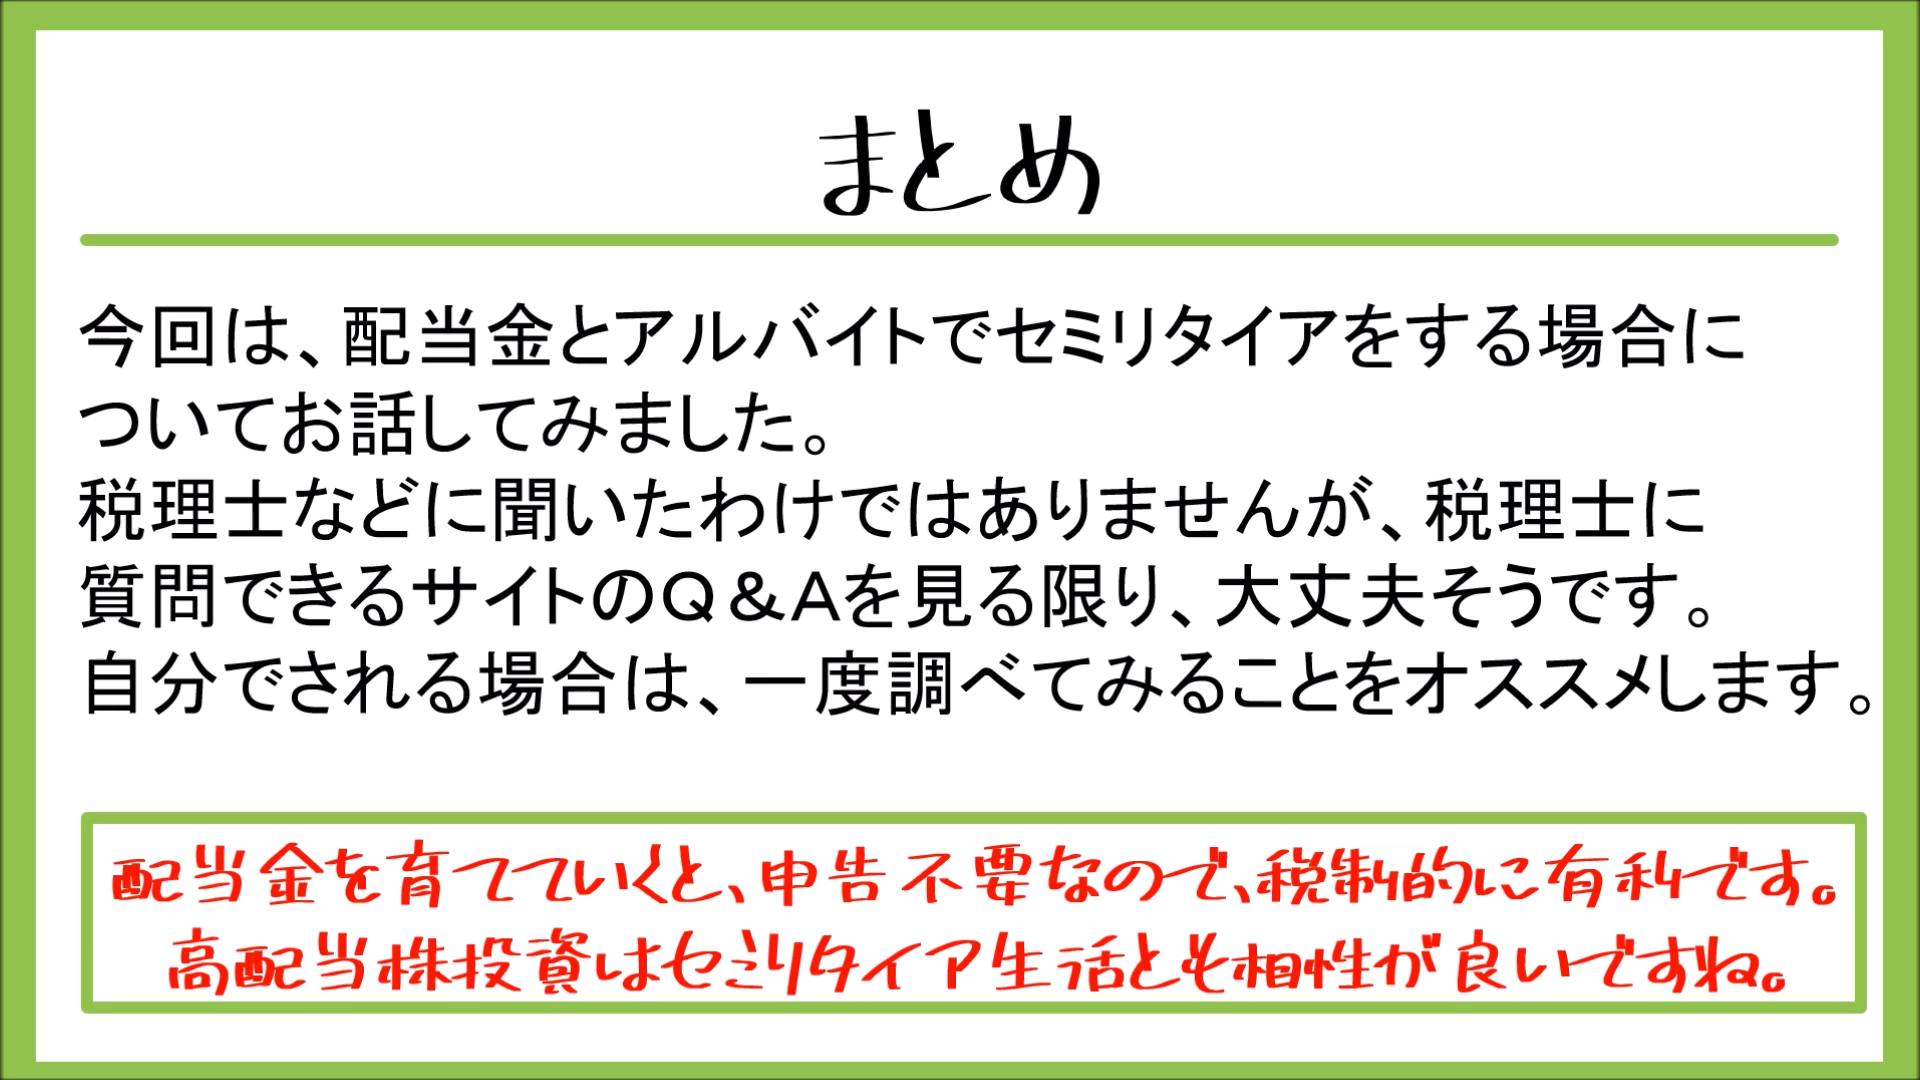 まとめ
今回は、配当金とアルバイトでセミリタイアをする場合に
ついてお話してみました。
税理士などに聞いたわけではありませんが、税理士に
質問できるサイトのQ＆Aを見る限り、大丈夫そうです。
自分でされる場合は、一度調べてみることをオススメします。
配当金を育てていくと、申告不要なので、税制的に有利です。
高配当株投資はセミリタイア生活とも相性が良いですね。